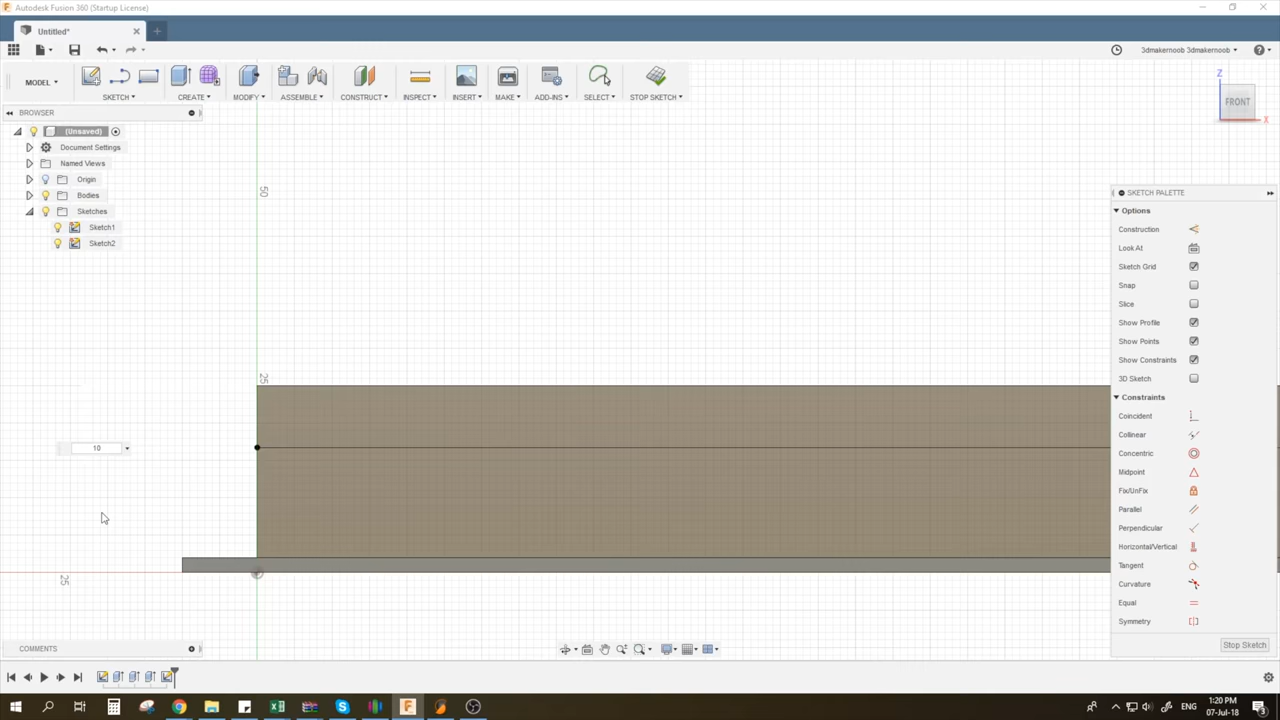 Autodesk Fusion 360 (Startup License)
Untitled*
3dmakernoob 3dmakernoob
MODEL
SKETCH
CREATE
MODIFY
ASSEMBLE
CONSTRUCT
INSPECT
INSERT
MAKE
ADD-INS
SELECT
STOP SKETCH
BROWSER
(Unsaved)
Document Settings
Named Views
Origin
Bodies
Sketches
Sketch1
Sketch2
Z
FRONT
X
50
25
10
25
SKETCH PALETTE
Options
Construction
Look At
Sketch Grid
Snap
Slice
Show Profile
Show Points
Show Constraints
3D Sketch
Constraints
Coincident
Collinear
Concentric
Midpoint
Fix/UnFix
Parallel
Perpendicular
Horizontal/Vertical
Tangent
Curvature
Equal
Symmetry
Stop Sketch
COMMENTS
ENG
1:20 PM
07-Jul-18
3